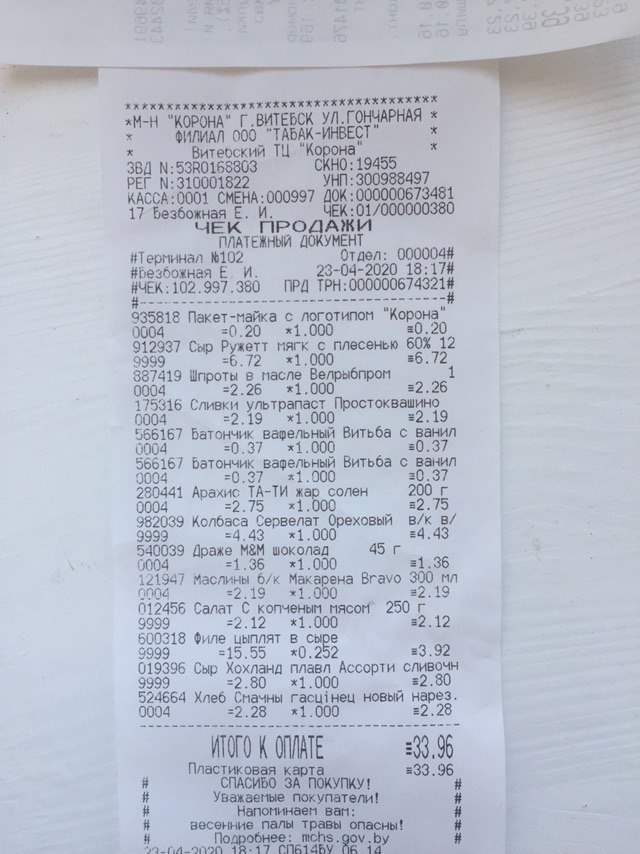 *************************************
*М-Н "КОРОНА" Г.ВИТЕБСК УЛ.ГОНЧАРНАЯ *
* ФИЛИАЛ ООО "ТАБАК-ИНВЕСТ" *
* Витебский ТЦ "Корона" *
ЗВД N:53R0168803 СКНО:19455
РЕГ N:310001822 УНП:300988497
КАССА:0001 СМЕНА:000997 ДОК:000000673481
17 Безбожная Е. И. ЧЕК:01/000000380
ЧЕК ПРОДАЖИ
ПЛАТЕЖНЫЙ ДОКУМЕНТ
#Терминал №102 Отдел: 000004#
#Безбожная Е. И. 23-04-2020 18:17#
#ЧЕК:102.997.380 ПРД ТРН:000000674321#
#--------------------------------------#
935818 Пакет-майка с логотипом "Корона"
0004 =0.20 *1.000 ≡0.20
912937 Сыр Ружетт мягк с плесенью 60% 12
9999 =6.72 *1.000 ≡6.72
887419 Шпроты в масле Велрыбпром 1
0004 =2.26 *1.000 ≡2.26
175316 Сливки ультрапаст Простоквашино
0004 =2.19 *1.000 ≡2.19
566167 Батончик вафельный Витьба с ванил
0004 =0.37 *1.000 ≡0.37
566167 Батончик вафельный Витьба с ванил
0004 =0.37 *1.000 ≡0.37
280441 Арахис ТА-ТИ жар солен 200 г
0004 =2.75 *1.000 ≡2.75
982039 Колбаса Сервелат Ореховый в/к в/
9999 =4.43 *1.000 ≡4.43
540039 Драже M&M шоколад 45 г
0004 =1.36 *1.000 ≡1.36
121947 Маслины б/к Макарена Bravo 300 мл
0004 =2.19 *1.000 ≡2.19
012456 Салат С копченым мясом 250 г
9999 =2.12 *1.000 ≡2.12
600318 Филе цыплят в сыре
9999 =15.55 *0.252 ≡3.92
019396 Сыр Хохланд плавл Ассорти сливочн
9999 =2.80 *1.000 ≡2.80
524664 Хлеб Смачны гасцiнец новый нарез.
0004 =2.28 *1.000 ≡2.28
----------------------------------------
ИТОГО К ОПЛАТЕ ≡33.96
Пластиковая карта ≡33.96
# СПАСИБО ЗА ПОКУПКУ! #
# Уважаемые покупатели! #
# Напоминаем вам: #
# весенние палы травы опасны! #
# Подробнее: mchs.gov.by #
23-04-2020 18:17